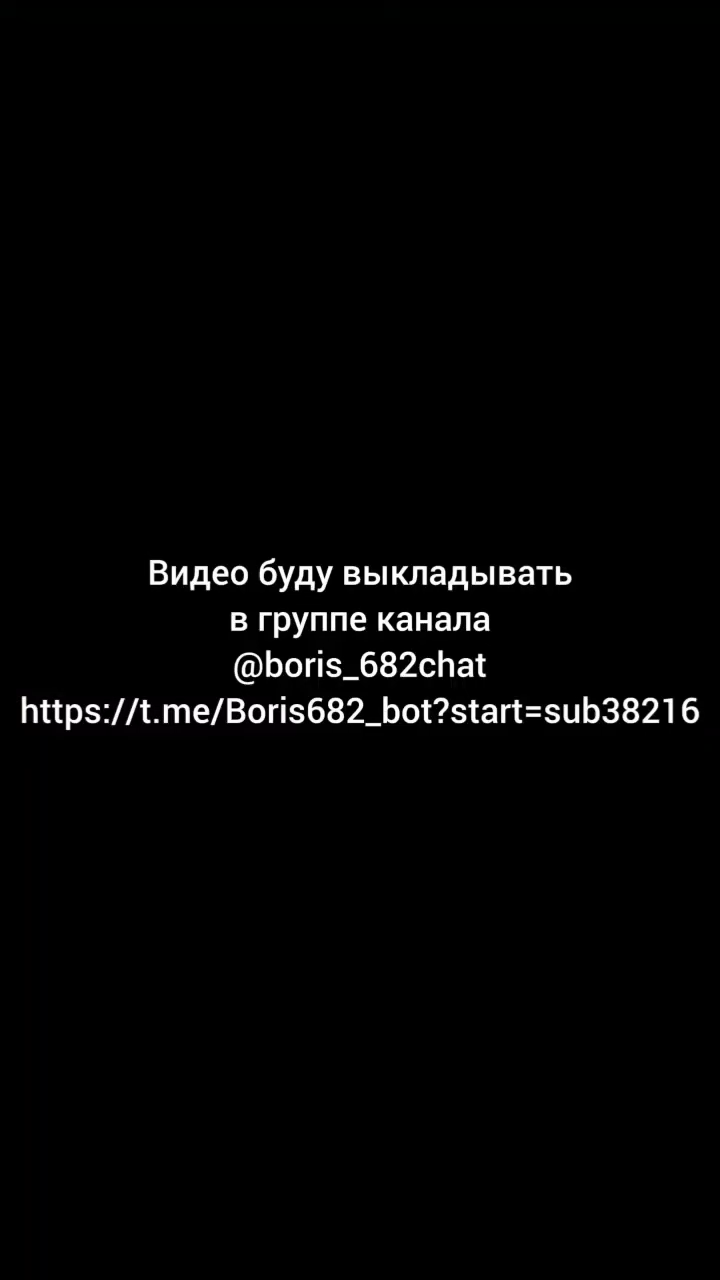 Видео буду выкладывать
в группе канала
@boris_682chat
https://t.me/Boris682_bot?start=sub38216